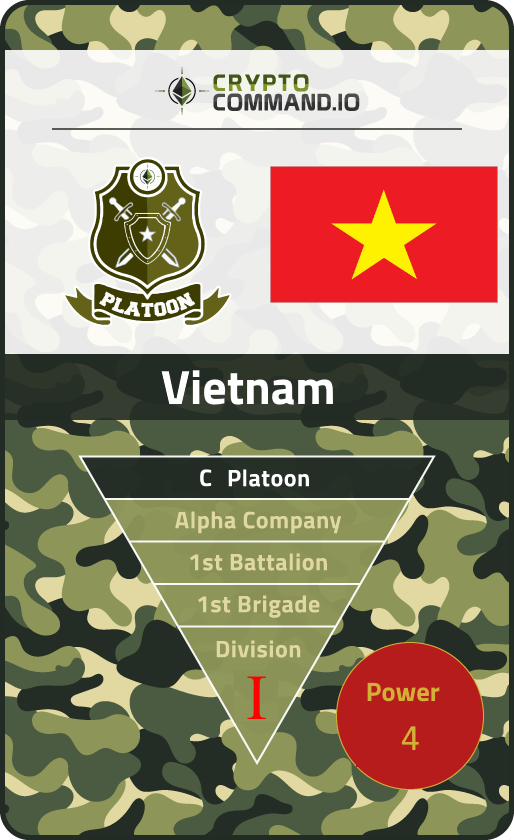 CRYPTO
COMMAND.IO
PLATOON
Vietnam
C Platoon
Alpha Company
1st Battalion
1st Brigade
Division
I
Power
4